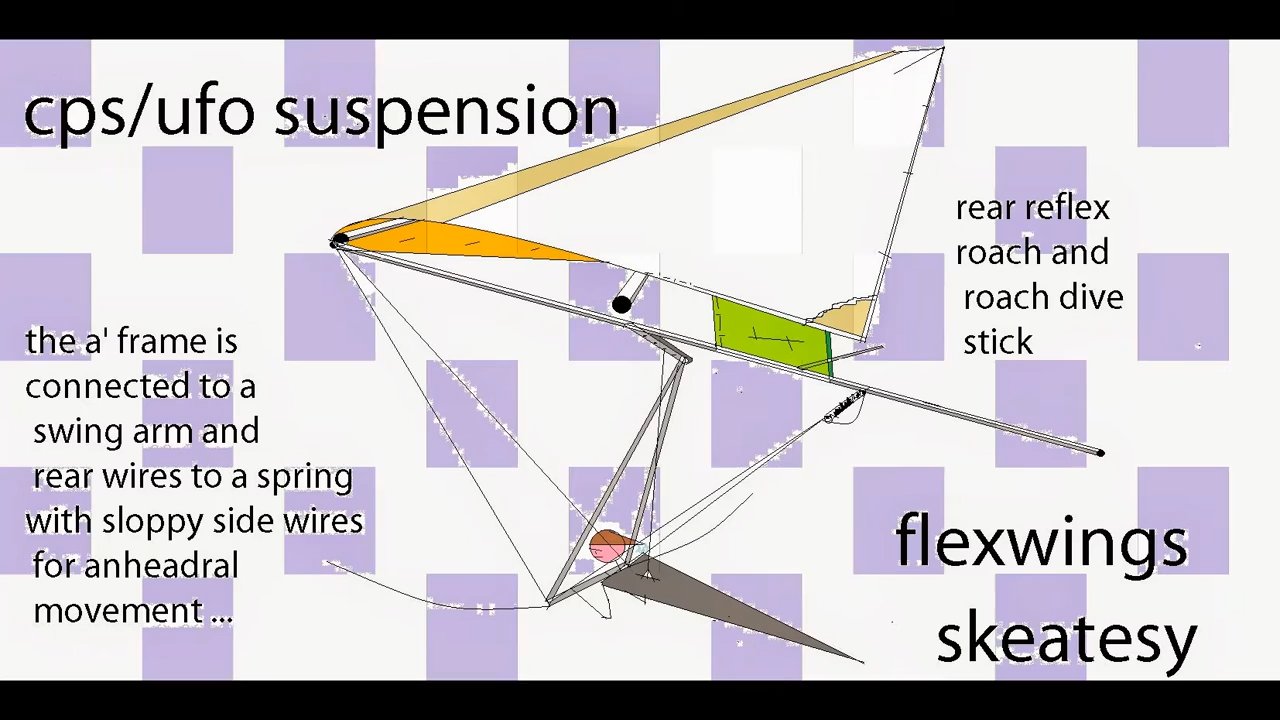 cps/ufo suspension
rear reflex
roach and
roach dive
stick
the a' frame is
connected to a
swing arm and
rear wires to a spring
with sloppy side wires
for anheadral
movement ...
flexwings
skeatesy